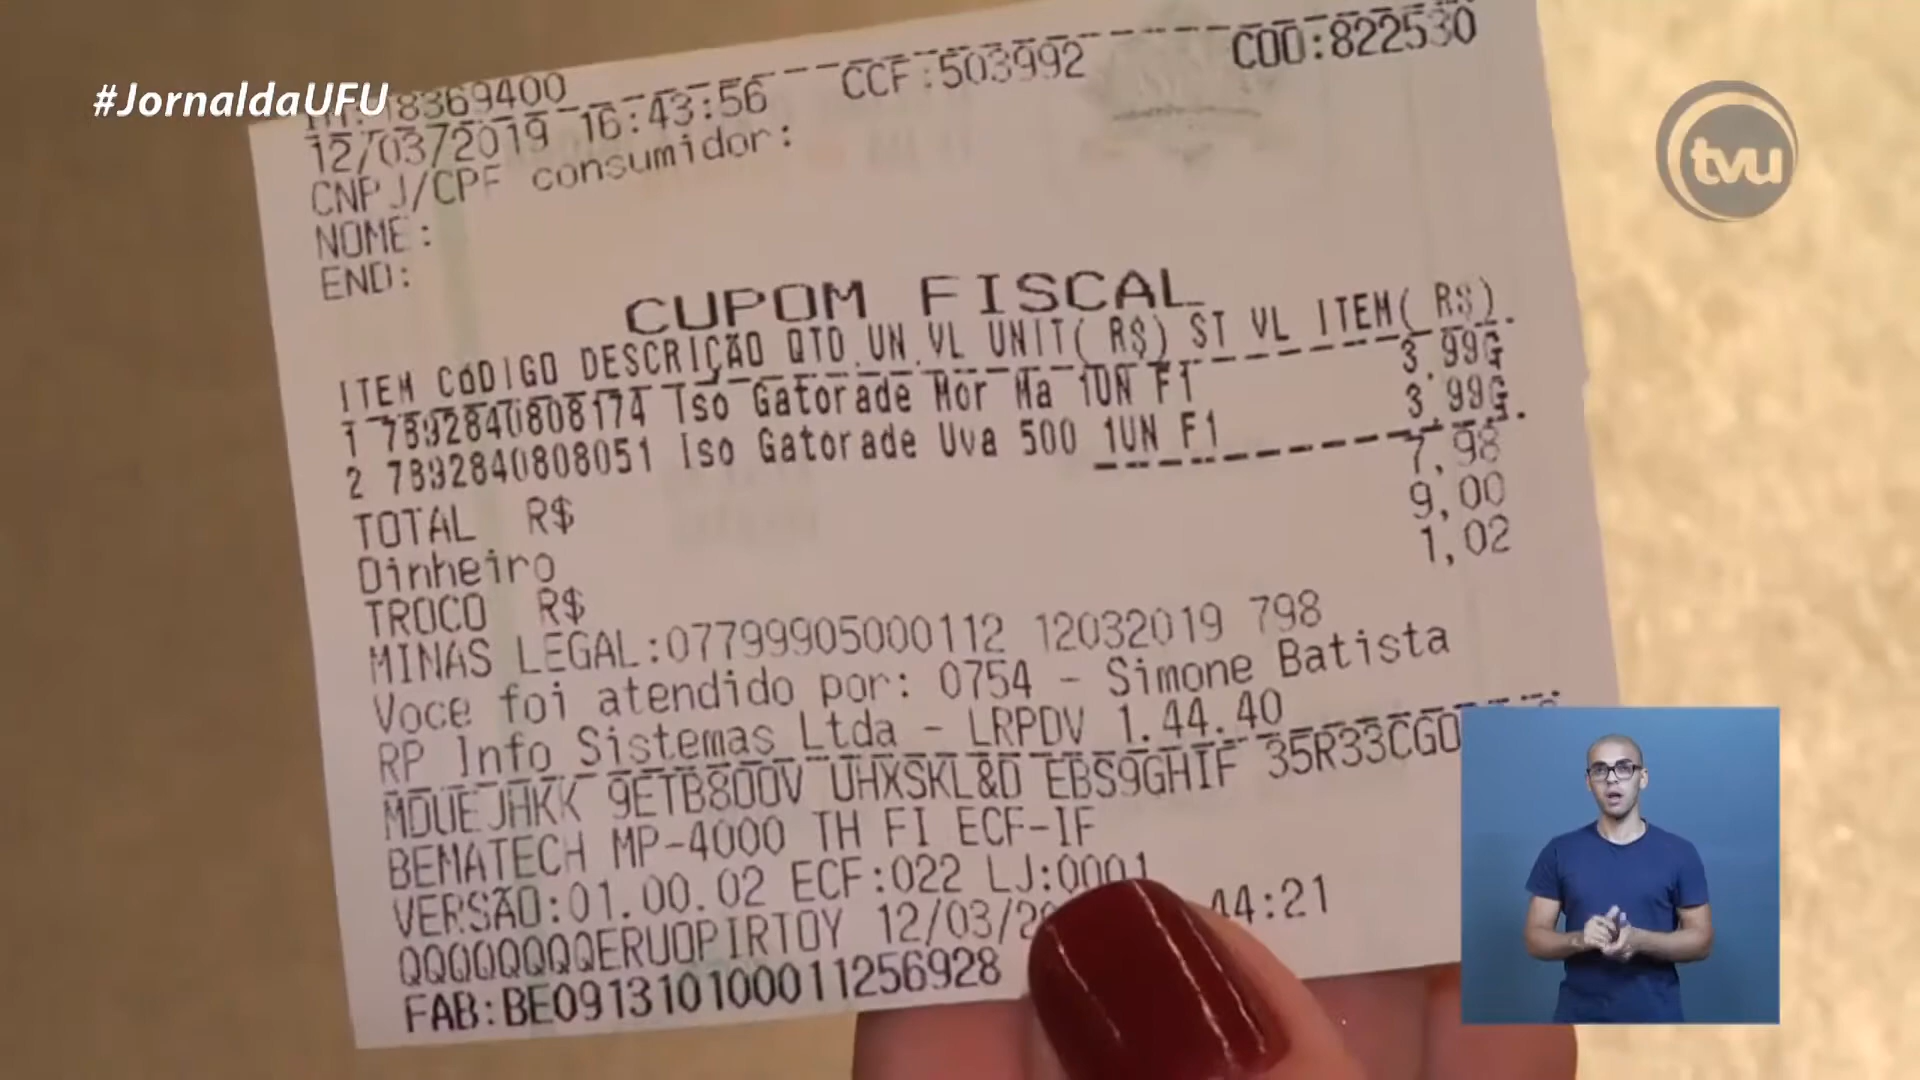 #JornaldaUFU
tvu
8369400
12/03/2019 16:43:56 CCF:503992 COO:822530
CNPJ/CPF consumidor:
NOME:
END:
CUPOM FISCAL
ITEM CÓDIGO DESCRIÇÃO QTD.UN.VL UNIT( R$) ST VL ITEM( R$)
1 7892840808174 Iso Gatorade Mor Ma 1UN F1 3,99G
2 7892840808051 Iso Gatorade Uva 500 1UN F1 3,99G
TOTAL R$ 7,98
Dinheiro 9,00
TROCO R$ 1,02
MINAS LEGAL:07799905000112 12032019 798
Voce foi atendido por: 0754 - Simone Batista
RP Info Sistemas Ltda - LRPDV 1.44.40
MDUEJHKK 9ETB80OV UHXSKL&D EBS9GHIF
BEMATECH MP-4000 TH FI ECF-IF
VERSÃO:01.00.02 ECF:022 LJ:0001
QQQQQQQQERUOPIRTOY 12/03/20 44:21
FAB:BE091310100011256928